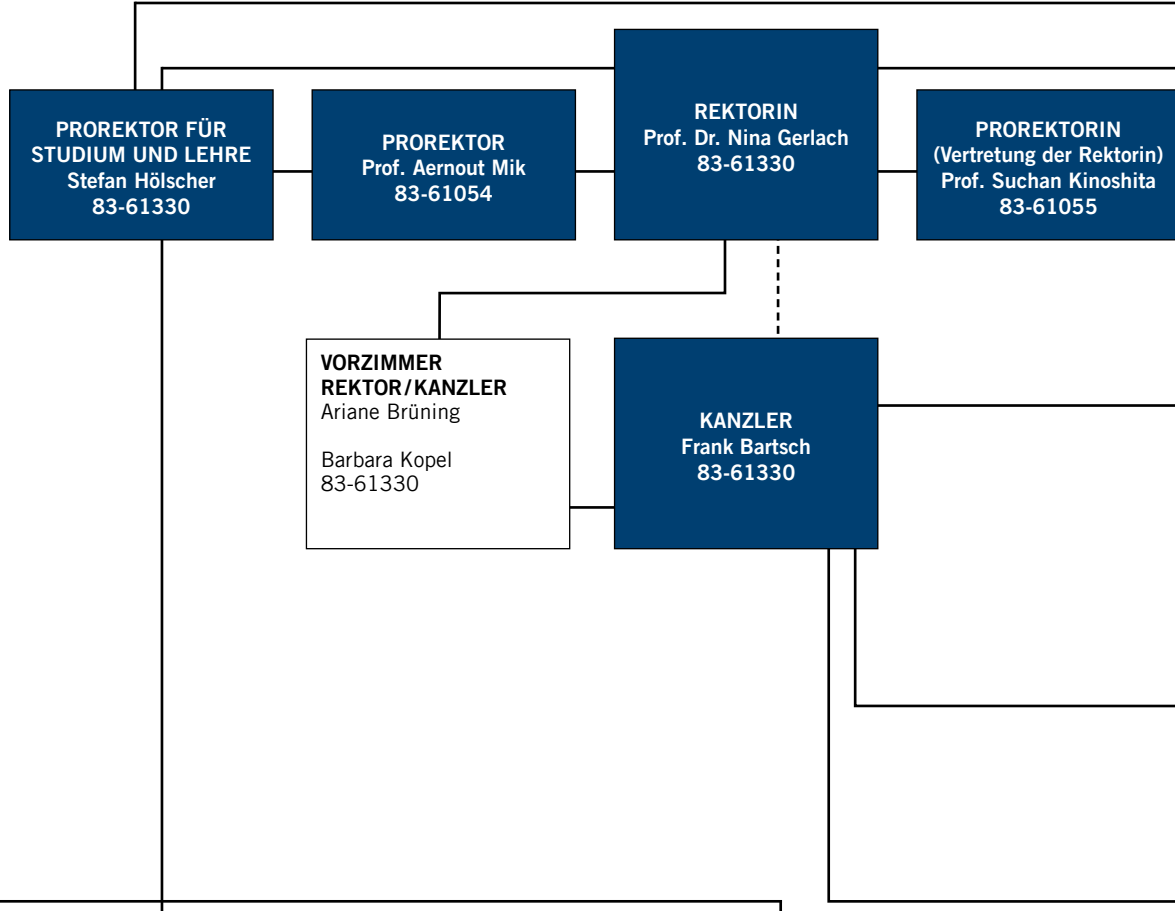 PROREKTOR FÜR
STUDIUM UND LEHRE
Stefan Hölscher
83-61330
PROREKTOR
Prof. Aernout Mik
83-61054
REKTORIN
Prof. Dr. Nina Gerlach
83-61330
PROREKTORIN
(Vertretung der Rektorin)
Prof. Suchan Kinoshita
83-61055
VORZIMMER
REKTOR/KANZLER
Ariane Brüning
Barbara Kopel
83-61330
KANZLER
Frank Bartsch
83-61330